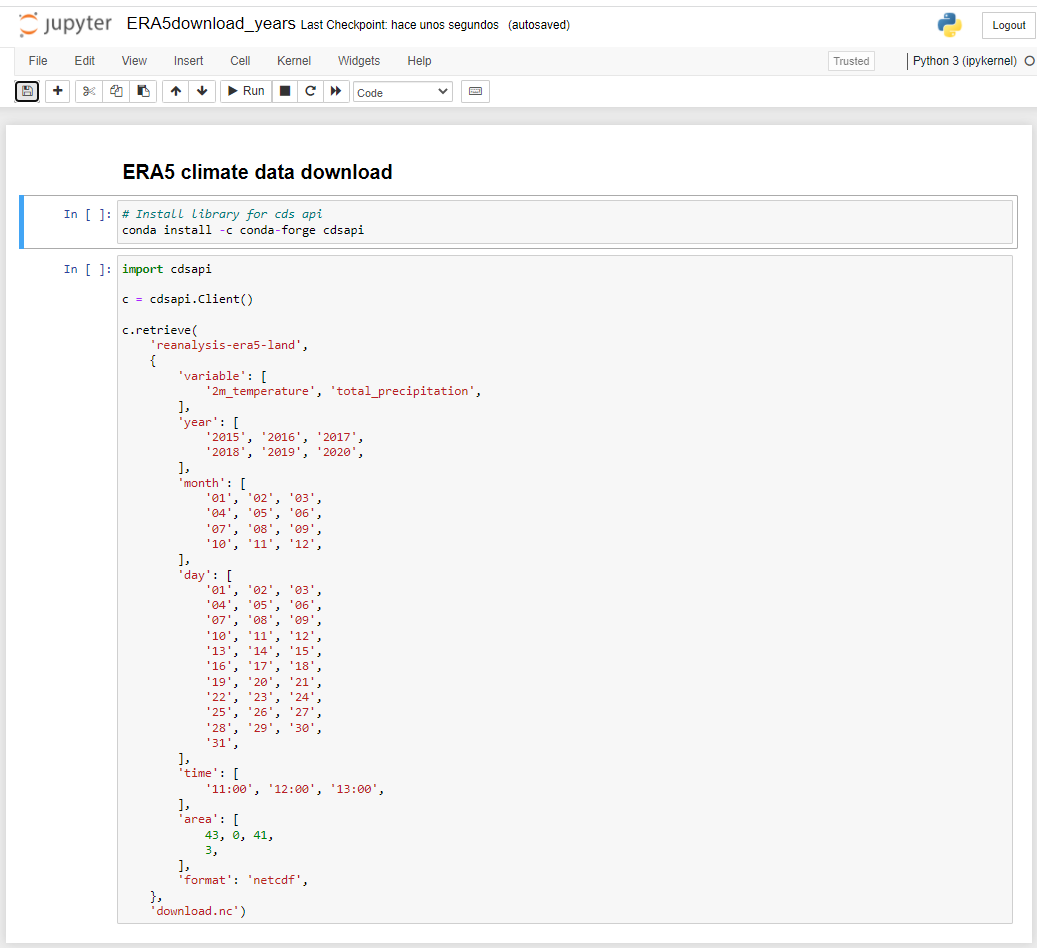 jupyter ERA5download_years Last Checkpoint: hace unos segundos (autosaved) Logout
File Edit View Insert Cell Kernel Widgets Help Trusted Python 3 (ipykernel)
Run Code
ERA5 climate data download
In [ ]: # Install library for cds api
conda install -c conda-forge cdsapi
In [ ]: import cdsapi
c = cdsapi.Client()
c.retrieve(
'reanalysis-era5-land',
{
'variable': [
'2m_temperature', 'total_precipitation',
],
'year': [
'2015', '2016', '2017',
'2018', '2019', '2020',
],
'month': [
'01', '02', '03',
'04', '05', '06',
'07', '08', '09',
'10', '11', '12',
],
'day': [
'01', '02', '03',
'04', '05', '06',
'07', '08', '09',
'10', '11', '12',
'13', '14', '15',
'16', '17', '18',
'19', '20', '21',
'22', '23', '24',
'25', '26', '27',
'28', '29', '30',
'31',
],
'time': [
'11:00', '12:00', '13:00',
],
'area': [
43, 0, 41,
3,
],
'format': 'netcdf',
},
'download.nc')